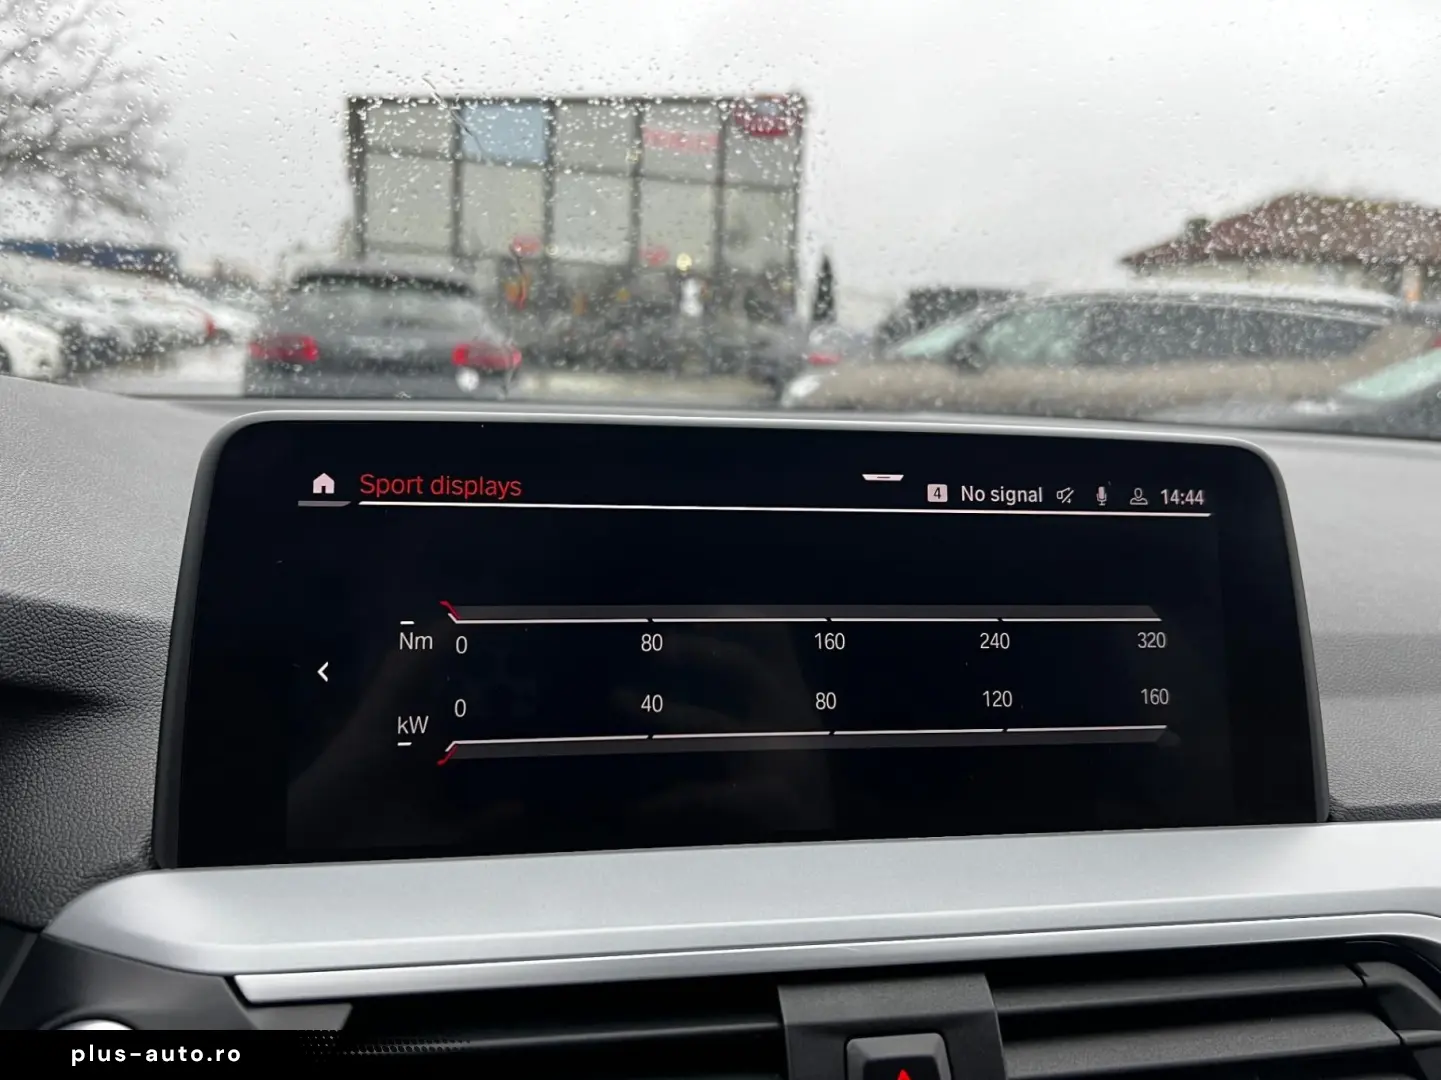 Sport displays
4 No signal 14:44
Nm 0 80 160 240 320
kW 0 40 80 120 160
plus-auto.ro